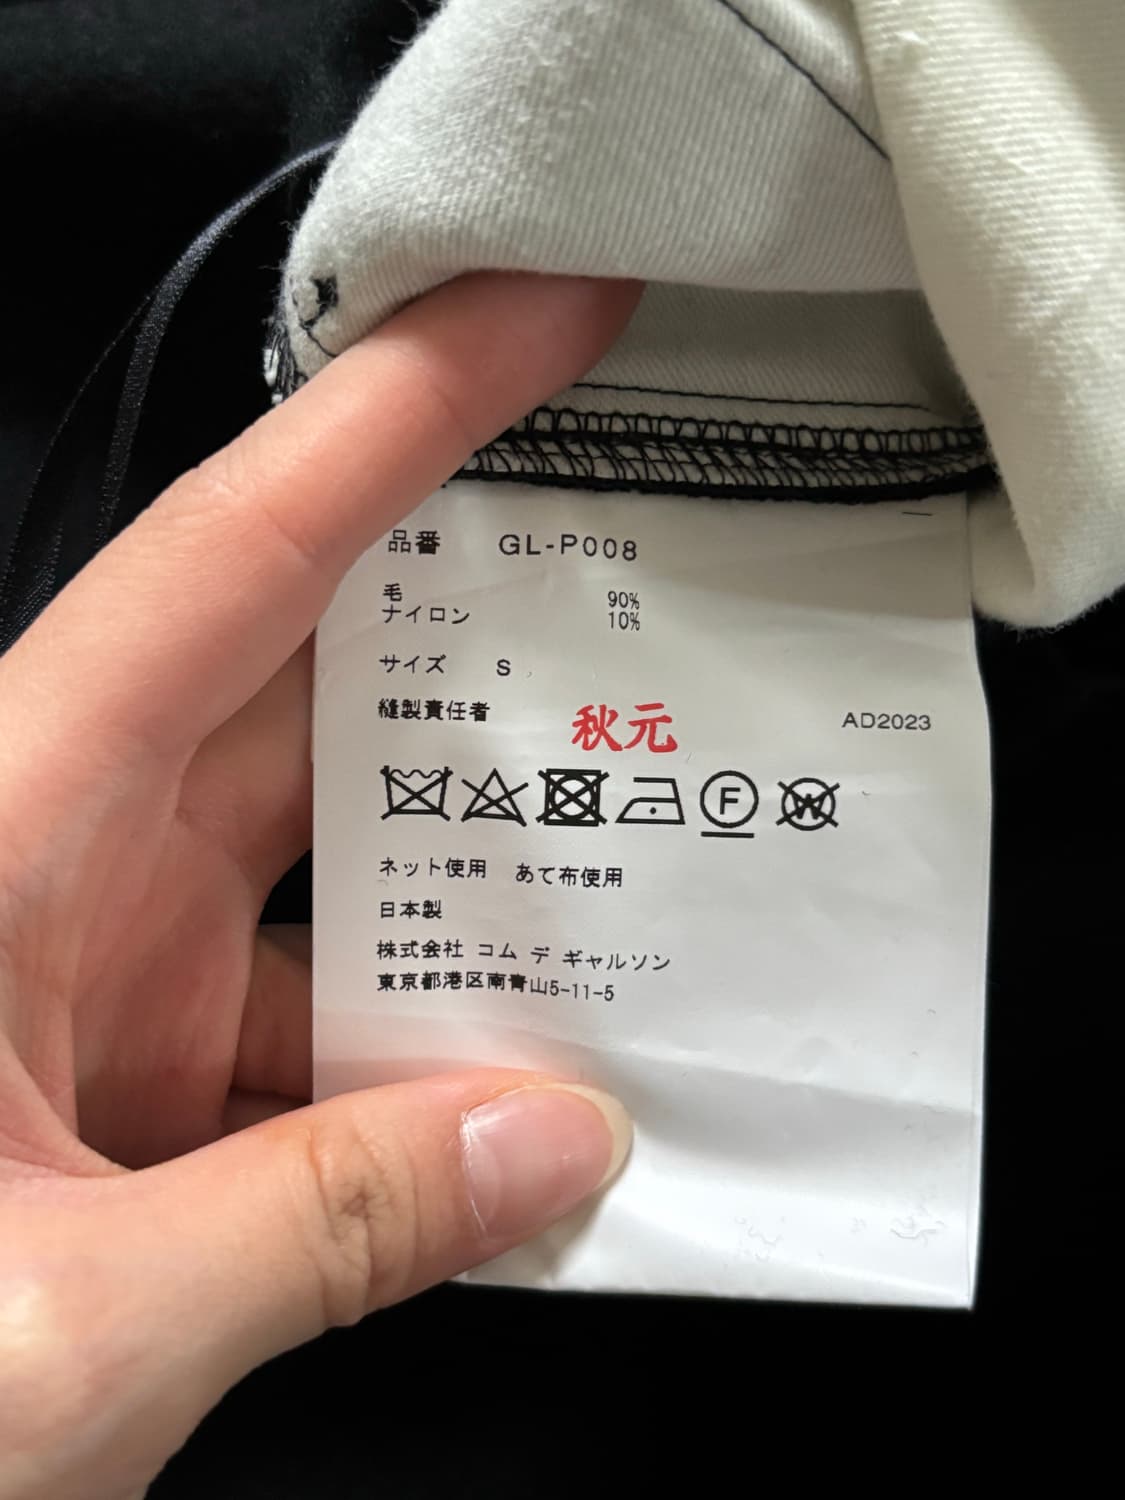 品番 GL-P008
毛 90%
ナイロン 10%
サイズ S
縫製責任者 秋元 AD2023
F W
ネット使用 あて布使用
日本製
株式会社 コム デ ギャルソン
東京都港区南青山5-11-5